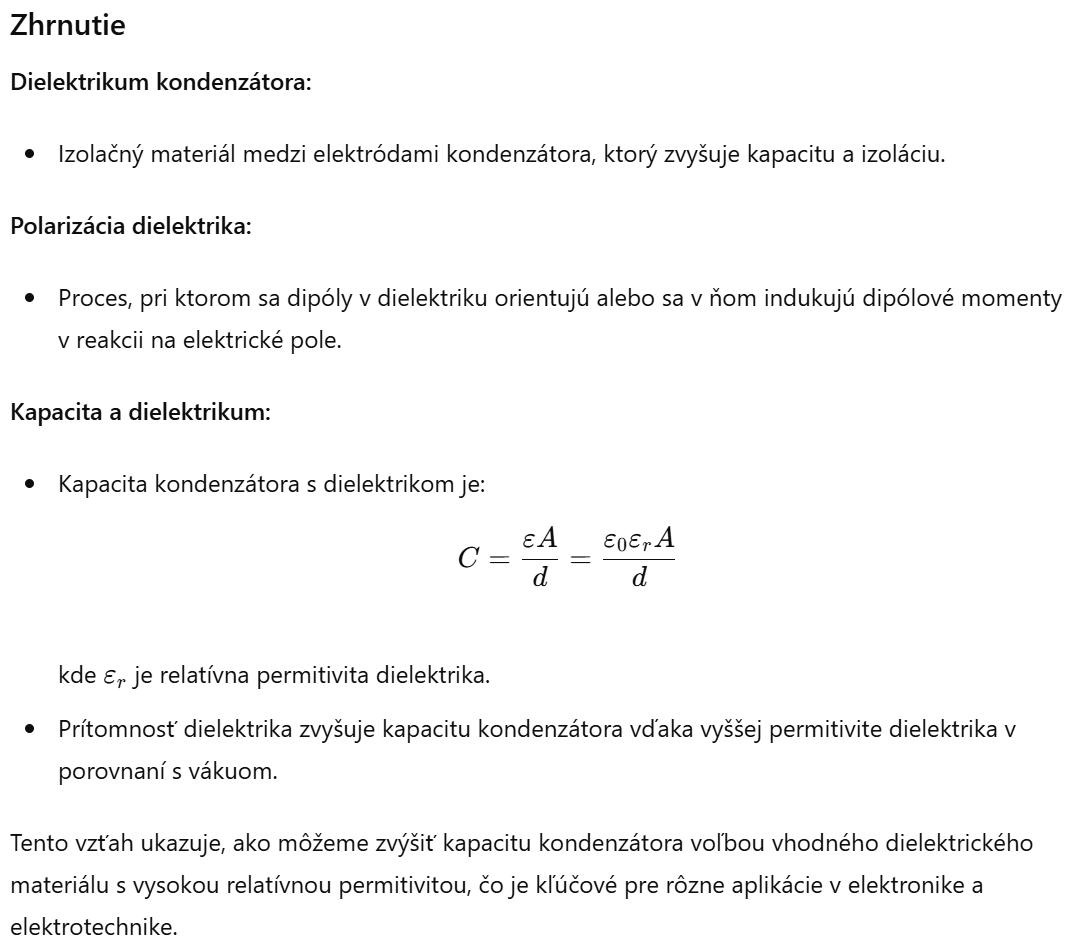 Zhrnutie
Dielektrikum kondenzátora:
• Izolačný materiál medzi elektródami kondenzátora, ktorý zvyšuje kapacitu a izoláciu.
Polarizácia dielektrika:
• Proces, pri ktorom sa dipóly v dielektriku orientujú alebo sa v ňom indukujú dipólové momenty
v reakcii na elektrické pole.
Kapacita a dielektrikum:
• Kapacita kondenzátora s dielektrikom je:
C = εA/d = ε₀εᵣA/d
kde εᵣ je relatívna permitivita dielektrika.
• Prítomnosť dielektrika zvyšuje kapacitu kondenzátora vďaka vyššej permitivite dielektrika v
porovnaní s vákuom.
Tento vzťah ukazuje, ako môžeme zvýšiť kapacitu kondenzátora voľbou vhodného dielektrického
materiálu s vysokou relatívnou permitivitou, čo je kľúčové pre rôzne aplikácie v elektronike a
elektrotechnike.